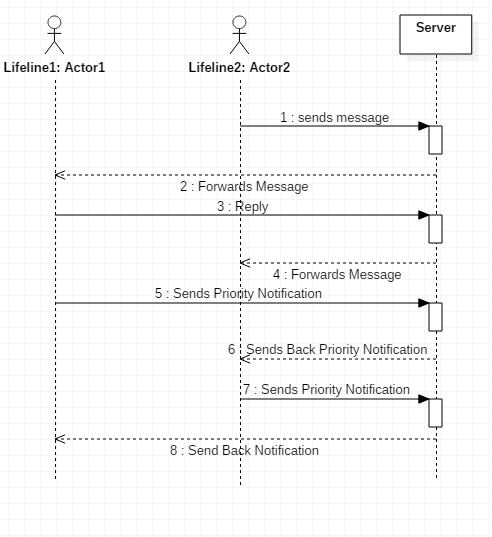 Server
Lifeline1: Actor1
Lifeline2: Actor2
1 : sends message
2 : Forwards Message
3 : Reply
4 : Forwards Message
5 : Sends Priority Notification
6 : Sends Back Priority Notification
7 : Sends Priority Notification
8 : Send Back Notification